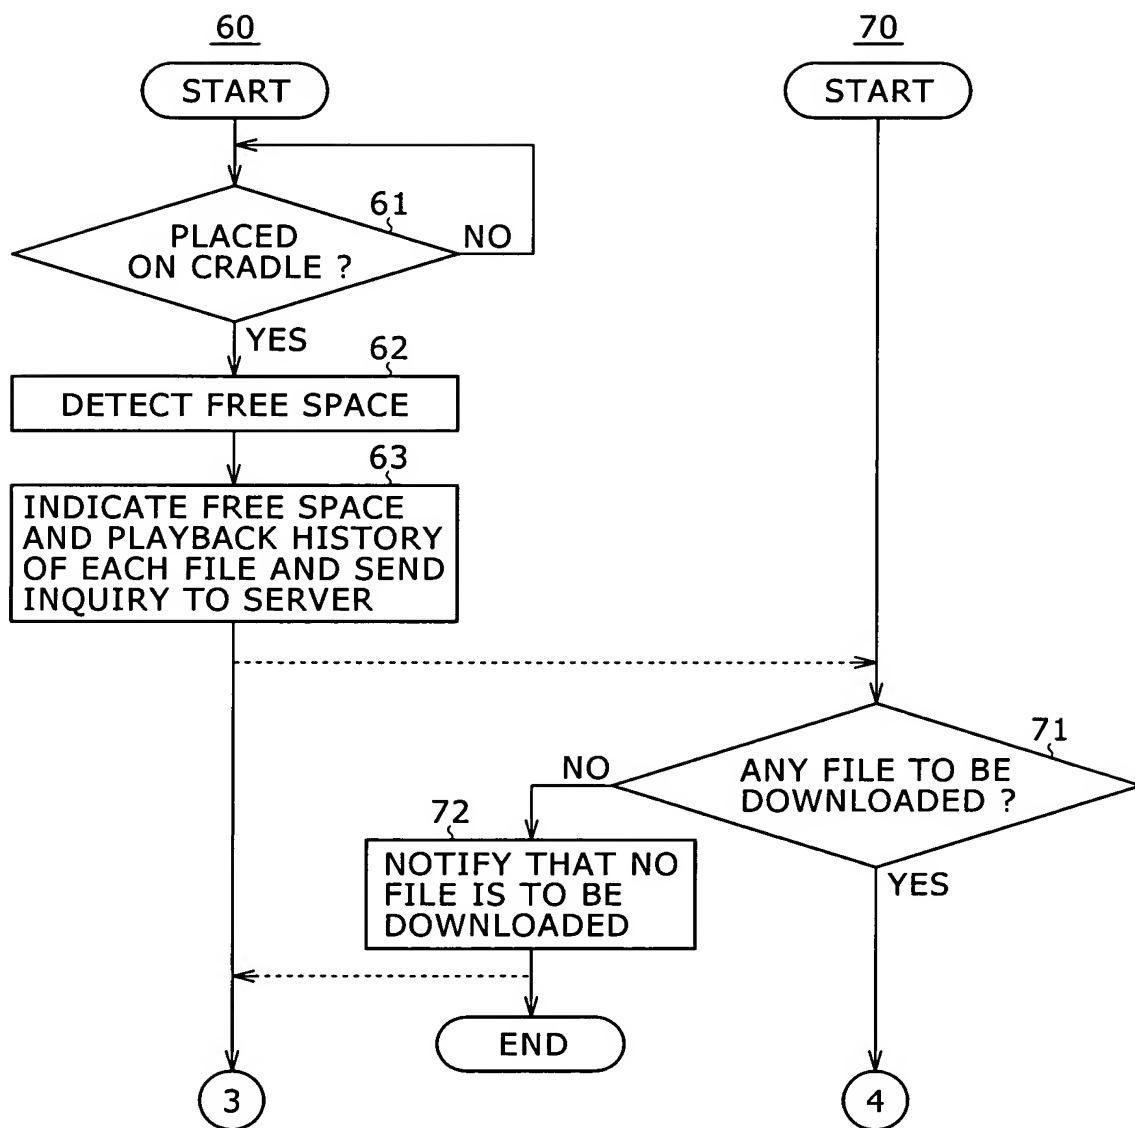 60
START
61
PLACED
ON CRADLE ?
NO
YES
62
DETECT FREE SPACE
63
INDICATE FREE SPACE
AND PLAYBACK HISTORY
OF EACH FILE AND SEND
INQUIRY TO SERVER
70
START
71
ANY FILE TO BE
DOWNLOADED ?
NO
YES
72
NOTIFY THAT NO
FILE IS TO BE
DOWNLOADED
END
3
4